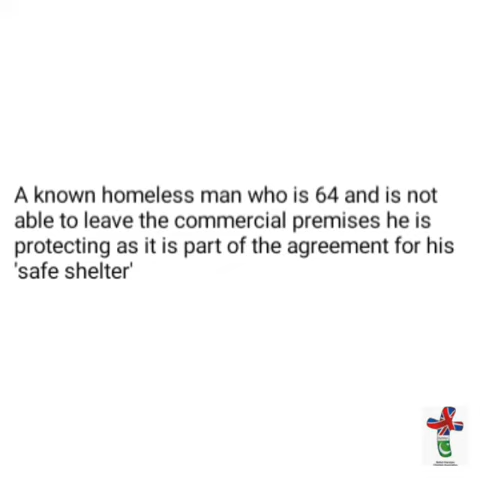 A known homeless man who is 64 and is not
able to leave the commercial premises he is
protecting as it is part of the agreement for his
'safe shelter'